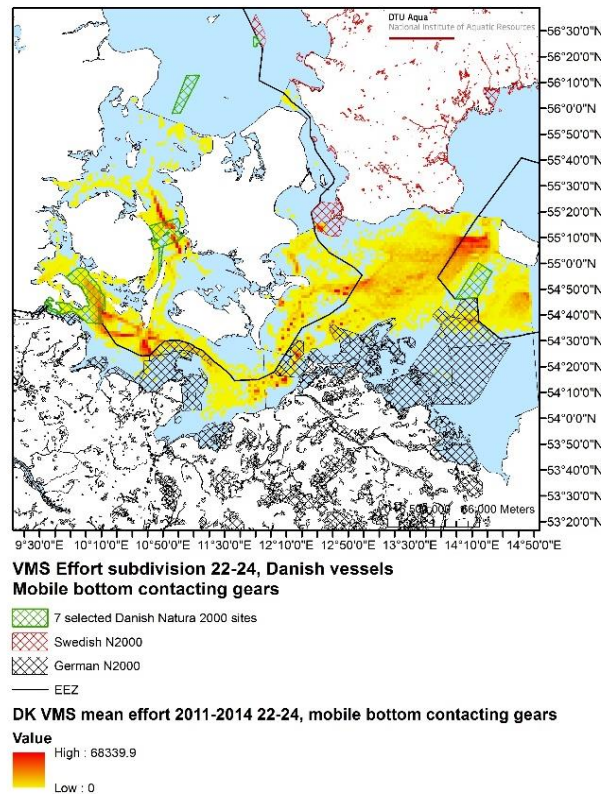 DTU Aqua
National Institute of Aquatic Resources
56°30'0"N
56°20'0"N
56°10'0"N
56°0'0"N
55°50'0"N
55°40'0"N
55°30'0"N
55°20'0"N
55°10'0"N
55°0'0"N
54°50'0"N
54°40'0"N
54°30'0"N
54°20'0"N
54°10'0"N
54°0'0"N
53°50'0"N
53°40'0"N
53°30'0"N
53°20'0"N
Meters
9°30'0"E 10°10'0"E 10°50'0"E 11°30'0"E 12°10'0"E 12°50'0"E 13°30'0"E 14°10'0"E 14°50'0"E
VMS Effort subdivision 22-24, Danish vessels
Mobile bottom contacting gears
7 selected Danish Natura 2000 sites
Swedish N2000
German N2000
EEZ
DK VMS mean effort 2011-2014 22-24, mobile bottom contacting gears
Value
High : 68339.9
Low : 0